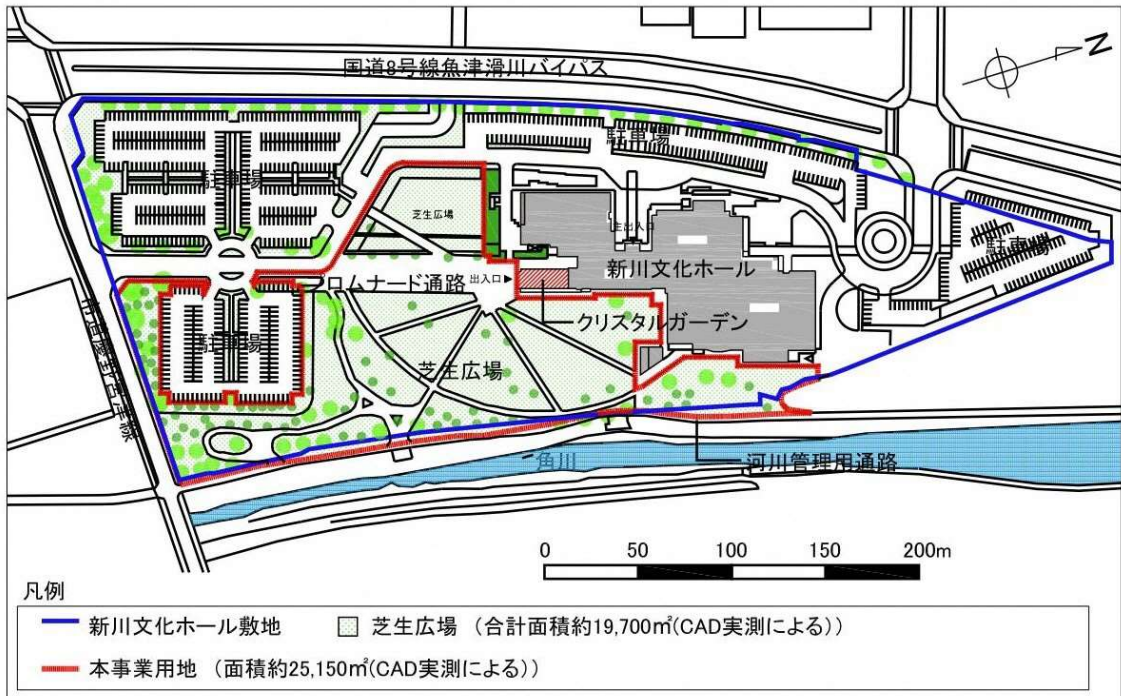 国道8号線魚津滑川バイパス
N
駐車場
駐車場
芝生広場
主出入口
駐車場
新川文化ホール
ロムナード通路
出入口
クリスタルガーデン
駐車場
芝生広場
角川
河川管理用通路
0 50 100 150 200m
凡例
新川文化ホール敷地
芝生広場 (合計面積約19,700㎡(CAD実測による))
本事業用地 (面積約25,150㎡(CAD実測による))